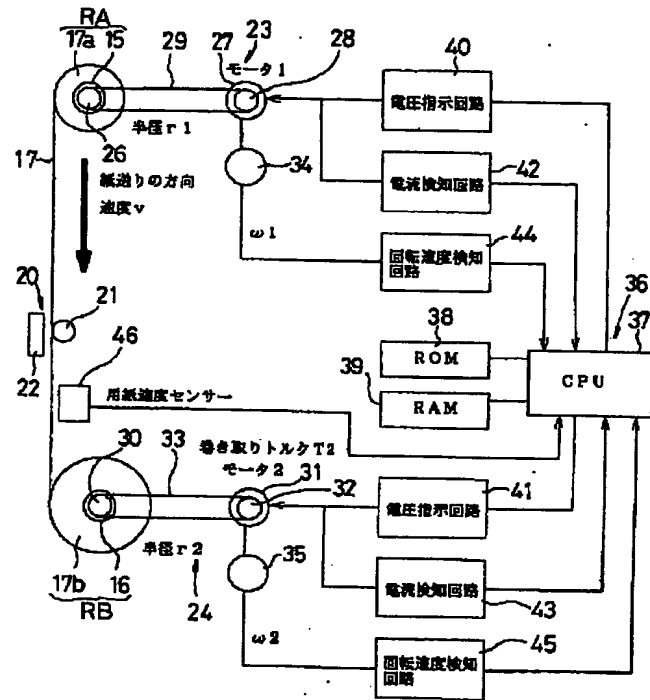 RA
17a 15 29 27 23 28
モータ1
40
電圧指示回路
26
半径r1
34
42
電流検知回路
17
紙送りの方向
速度v
ω1
44
回転速度検知
回路
20 21
22
46
用紙速度センサー
38
ROM
39
RAM
36
37
CPU
30 33
巻き取りトルクT2
モータ2
31
32
41
電圧指示回路
17b 16
半径r2
24
35
RB
電流検知回路
43
ω2
45
回転速度検知
回路